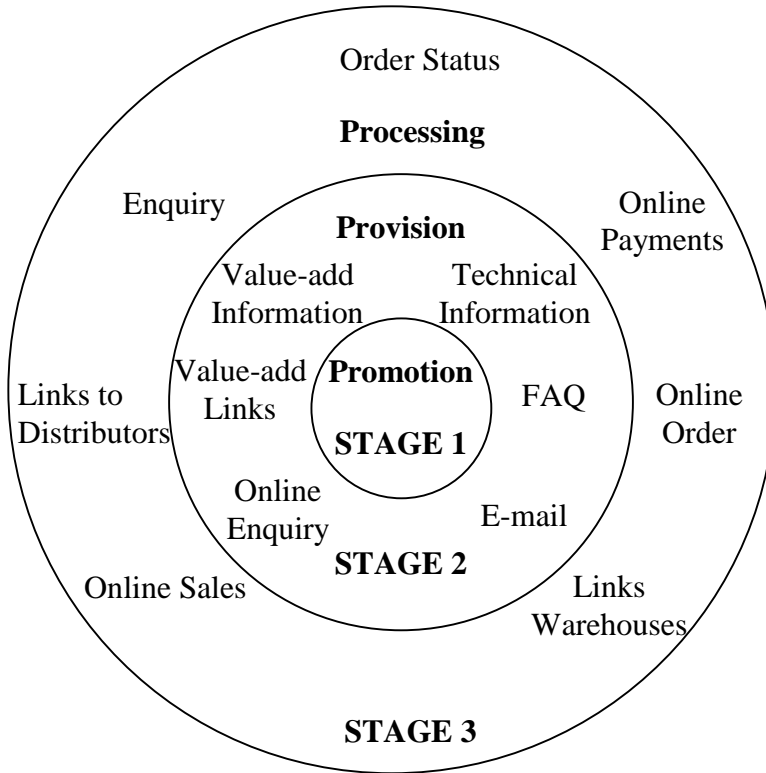 Order Status
Processing
Enquiry
Online
Payments
Provision
Value-add
Information
Technical
Information
Links to
Distributors
Value-add
Links
Promotion
STAGE 1
FAQ
Online
Order
Online
Enquiry
E-mail
STAGE 2
Online Sales
Links
Warehouses
STAGE 3